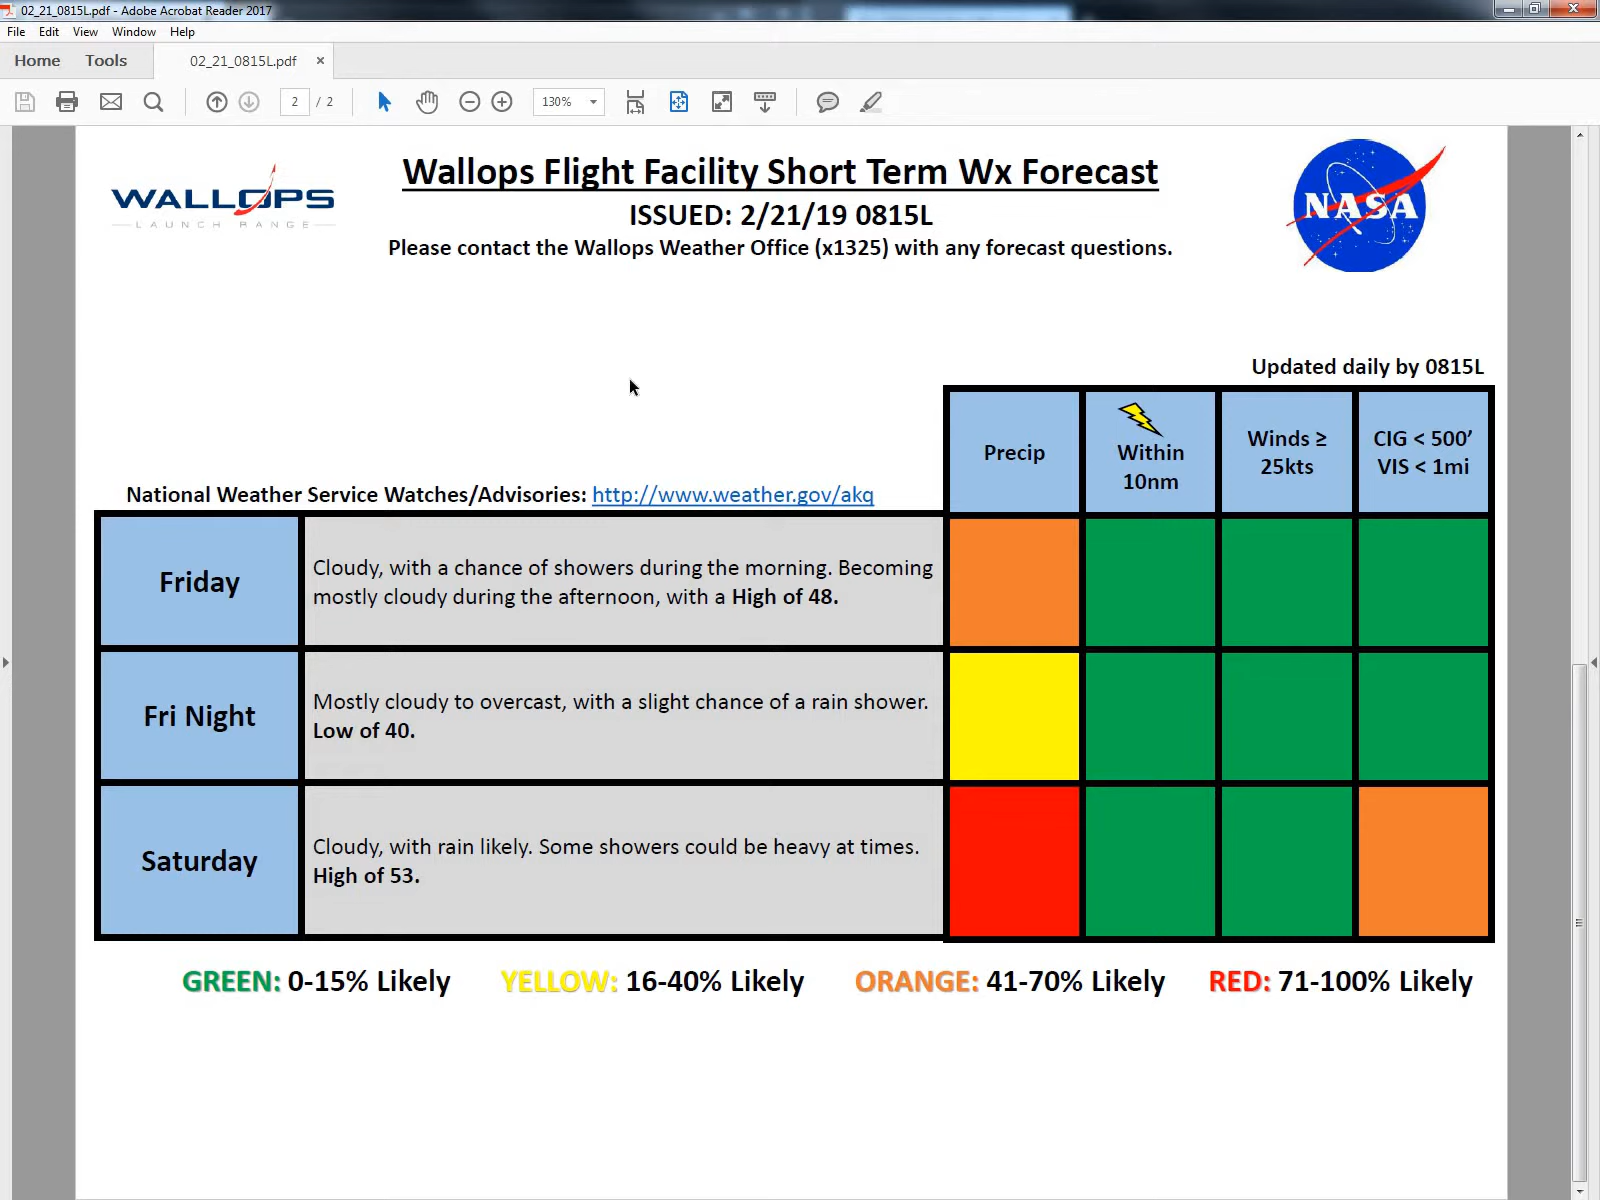 02_21_0815L.pdf - Adobe Acrobat Reader 2017
File Edit View Window Help
Home Tools 02_21_0815L.pdf ×
2 / 2 130%
WALLOPS
LAUNCH RANGE
Wallops Flight Facility Short Term Wx Forecast
ISSUED: 2/21/19 0815L
Please contact the Wallops Weather Office (x1325) with any forecast questions.
NASA
Updated daily by 0815L
Precip
Within
10nm
Winds ≥
25kts
CIG < 500’
VIS < 1mi
National Weather Service Watches/Advisories: http://www.weather.gov/akq
Friday
Cloudy, with a chance of showers during the morning. Becoming
mostly cloudy during the afternoon, with a High of 48.
Fri Night
Mostly cloudy to overcast, with a slight chance of a rain shower.
Low of 40.
Saturday
Cloudy, with rain likely. Some showers could be heavy at times.
High of 53.
GREEN: 0-15% Likely YELLOW: 16-40% Likely ORANGE: 41-70% Likely RED: 71-100% Likely